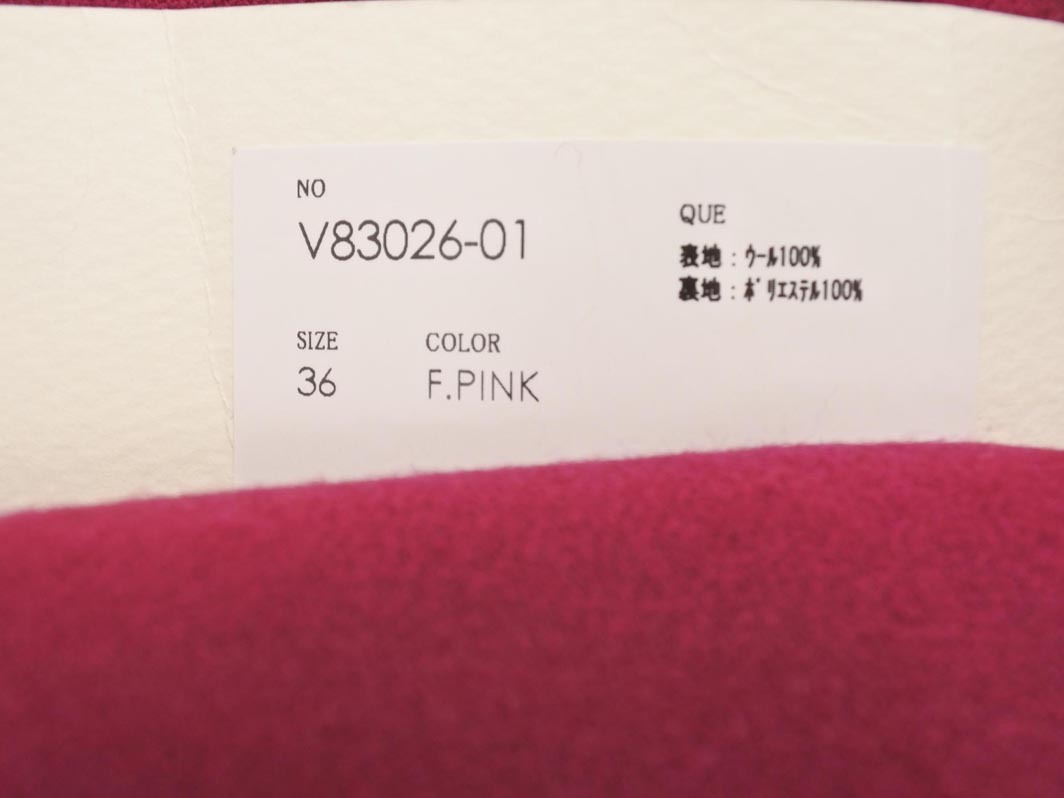 NO
V83026-01
SIZE
36
COLOR
F.PINK
QUE
表地：ウール100%
裏地：ポリエステル100%